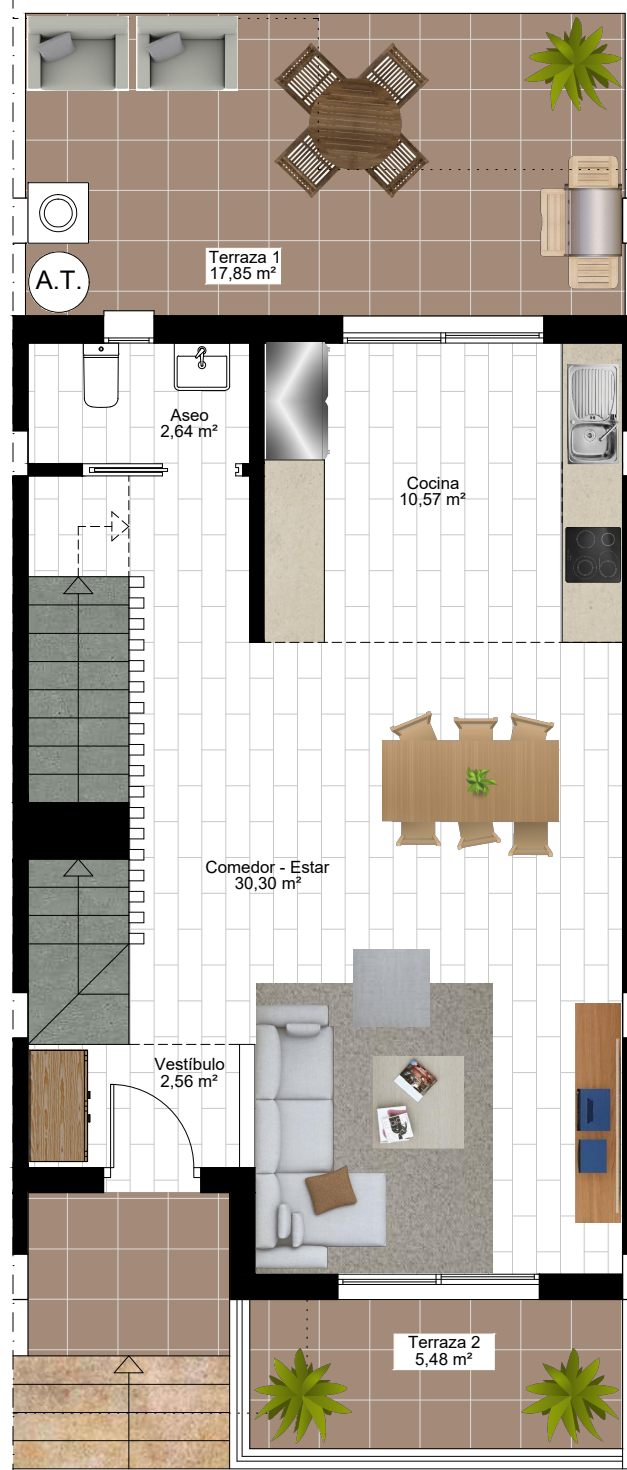 Terraza 1
17,85 m²
A.T.
Aseo
2,64 m²
Cocina
10,57 m²
Comedor - Estar
30,30 m²
Vestíbulo
2,56 m²
Terraza 2
5,48 m²